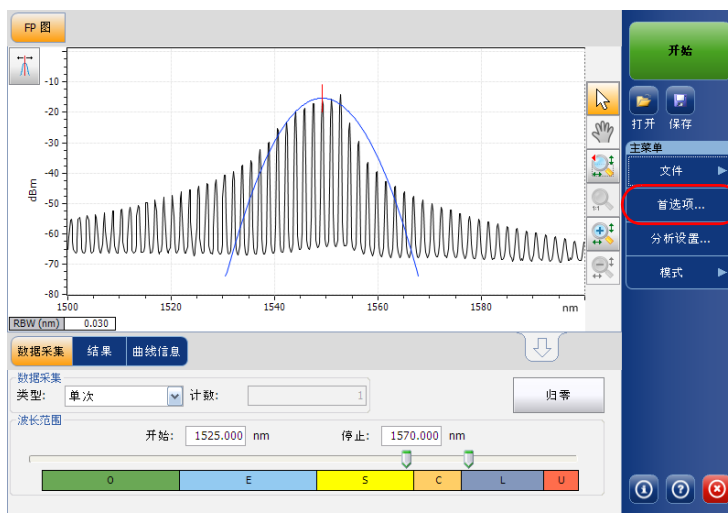 FP 图
-10
-20
-30
-40
-50
-60
-70
-80
dBm
1500 1520 1540 1560 1580 nm
RBW (nm) 0.030
1:1
数据采集 结果 曲线信息
数据采集
类型: 单次 计数: 1
归零
波长范围
开始: 1525.000 nm 停止: 1570.000 nm
O E S C L U
开始
打开 保存
主菜单
文件
首选项...
分析设置...
模式